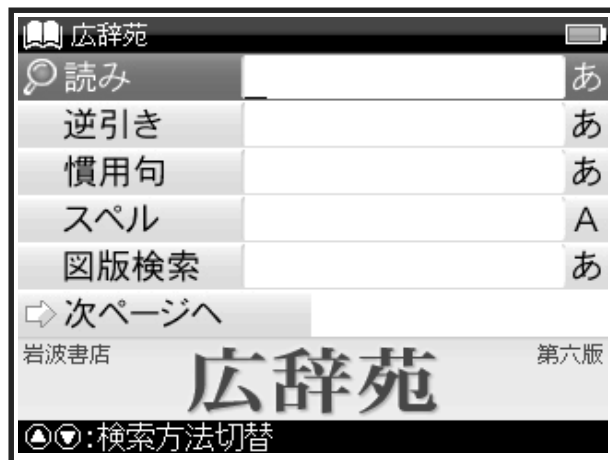 広辞苑
読み あ
逆引き あ
慣用句 あ
スペル A
図版検索 あ
次ページへ
岩波書店 広辞苑 第六版
:検索方法切替